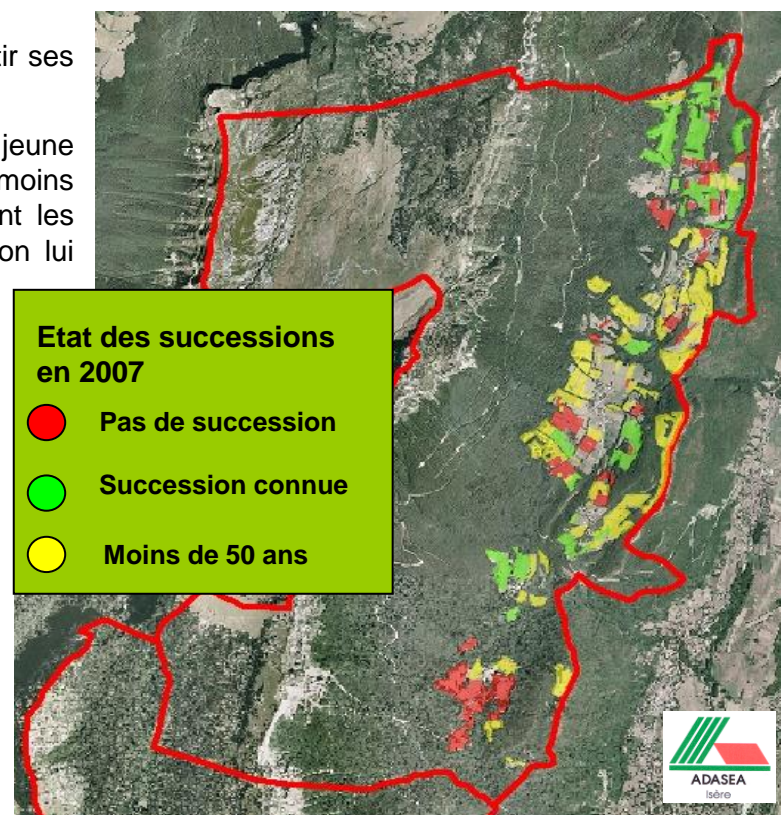 tir ses
jeune
moins
nt les
on lui
Etat des successions
en 2007
Pas de succession
Succession connue
Moins de 50 ans
ADASEA
Isère